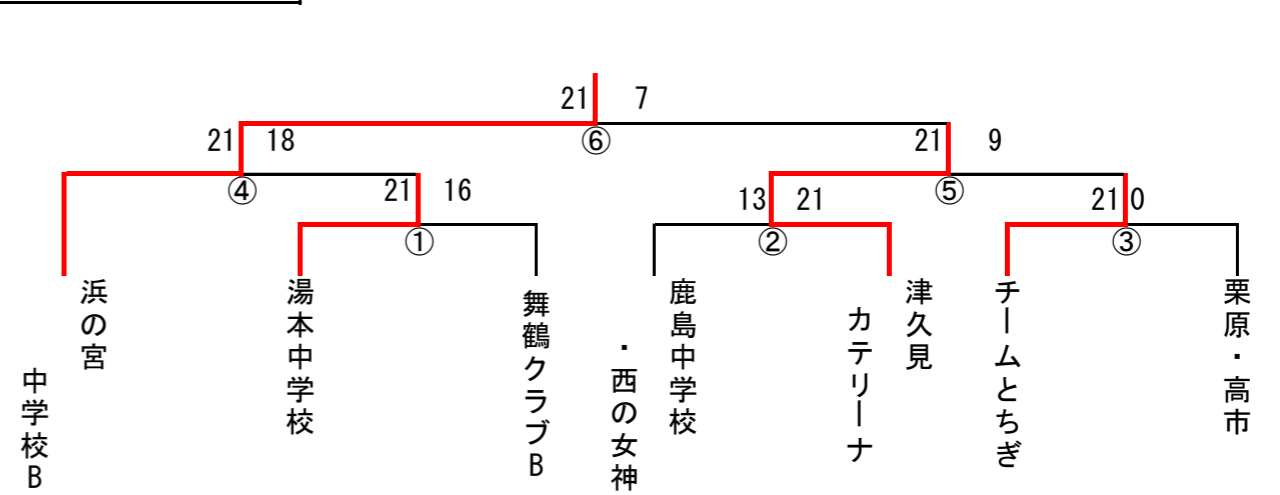 21 7
⑥
21 18
21 9
④
⑤
21 16
13 21
21 0
①
②
③
浜の宮
中学校B
湯本中学校
舞鶴クラブB
鹿島中学校
・西の女神
津久見
カテリーナ
チームとちぎ
栗原・高市